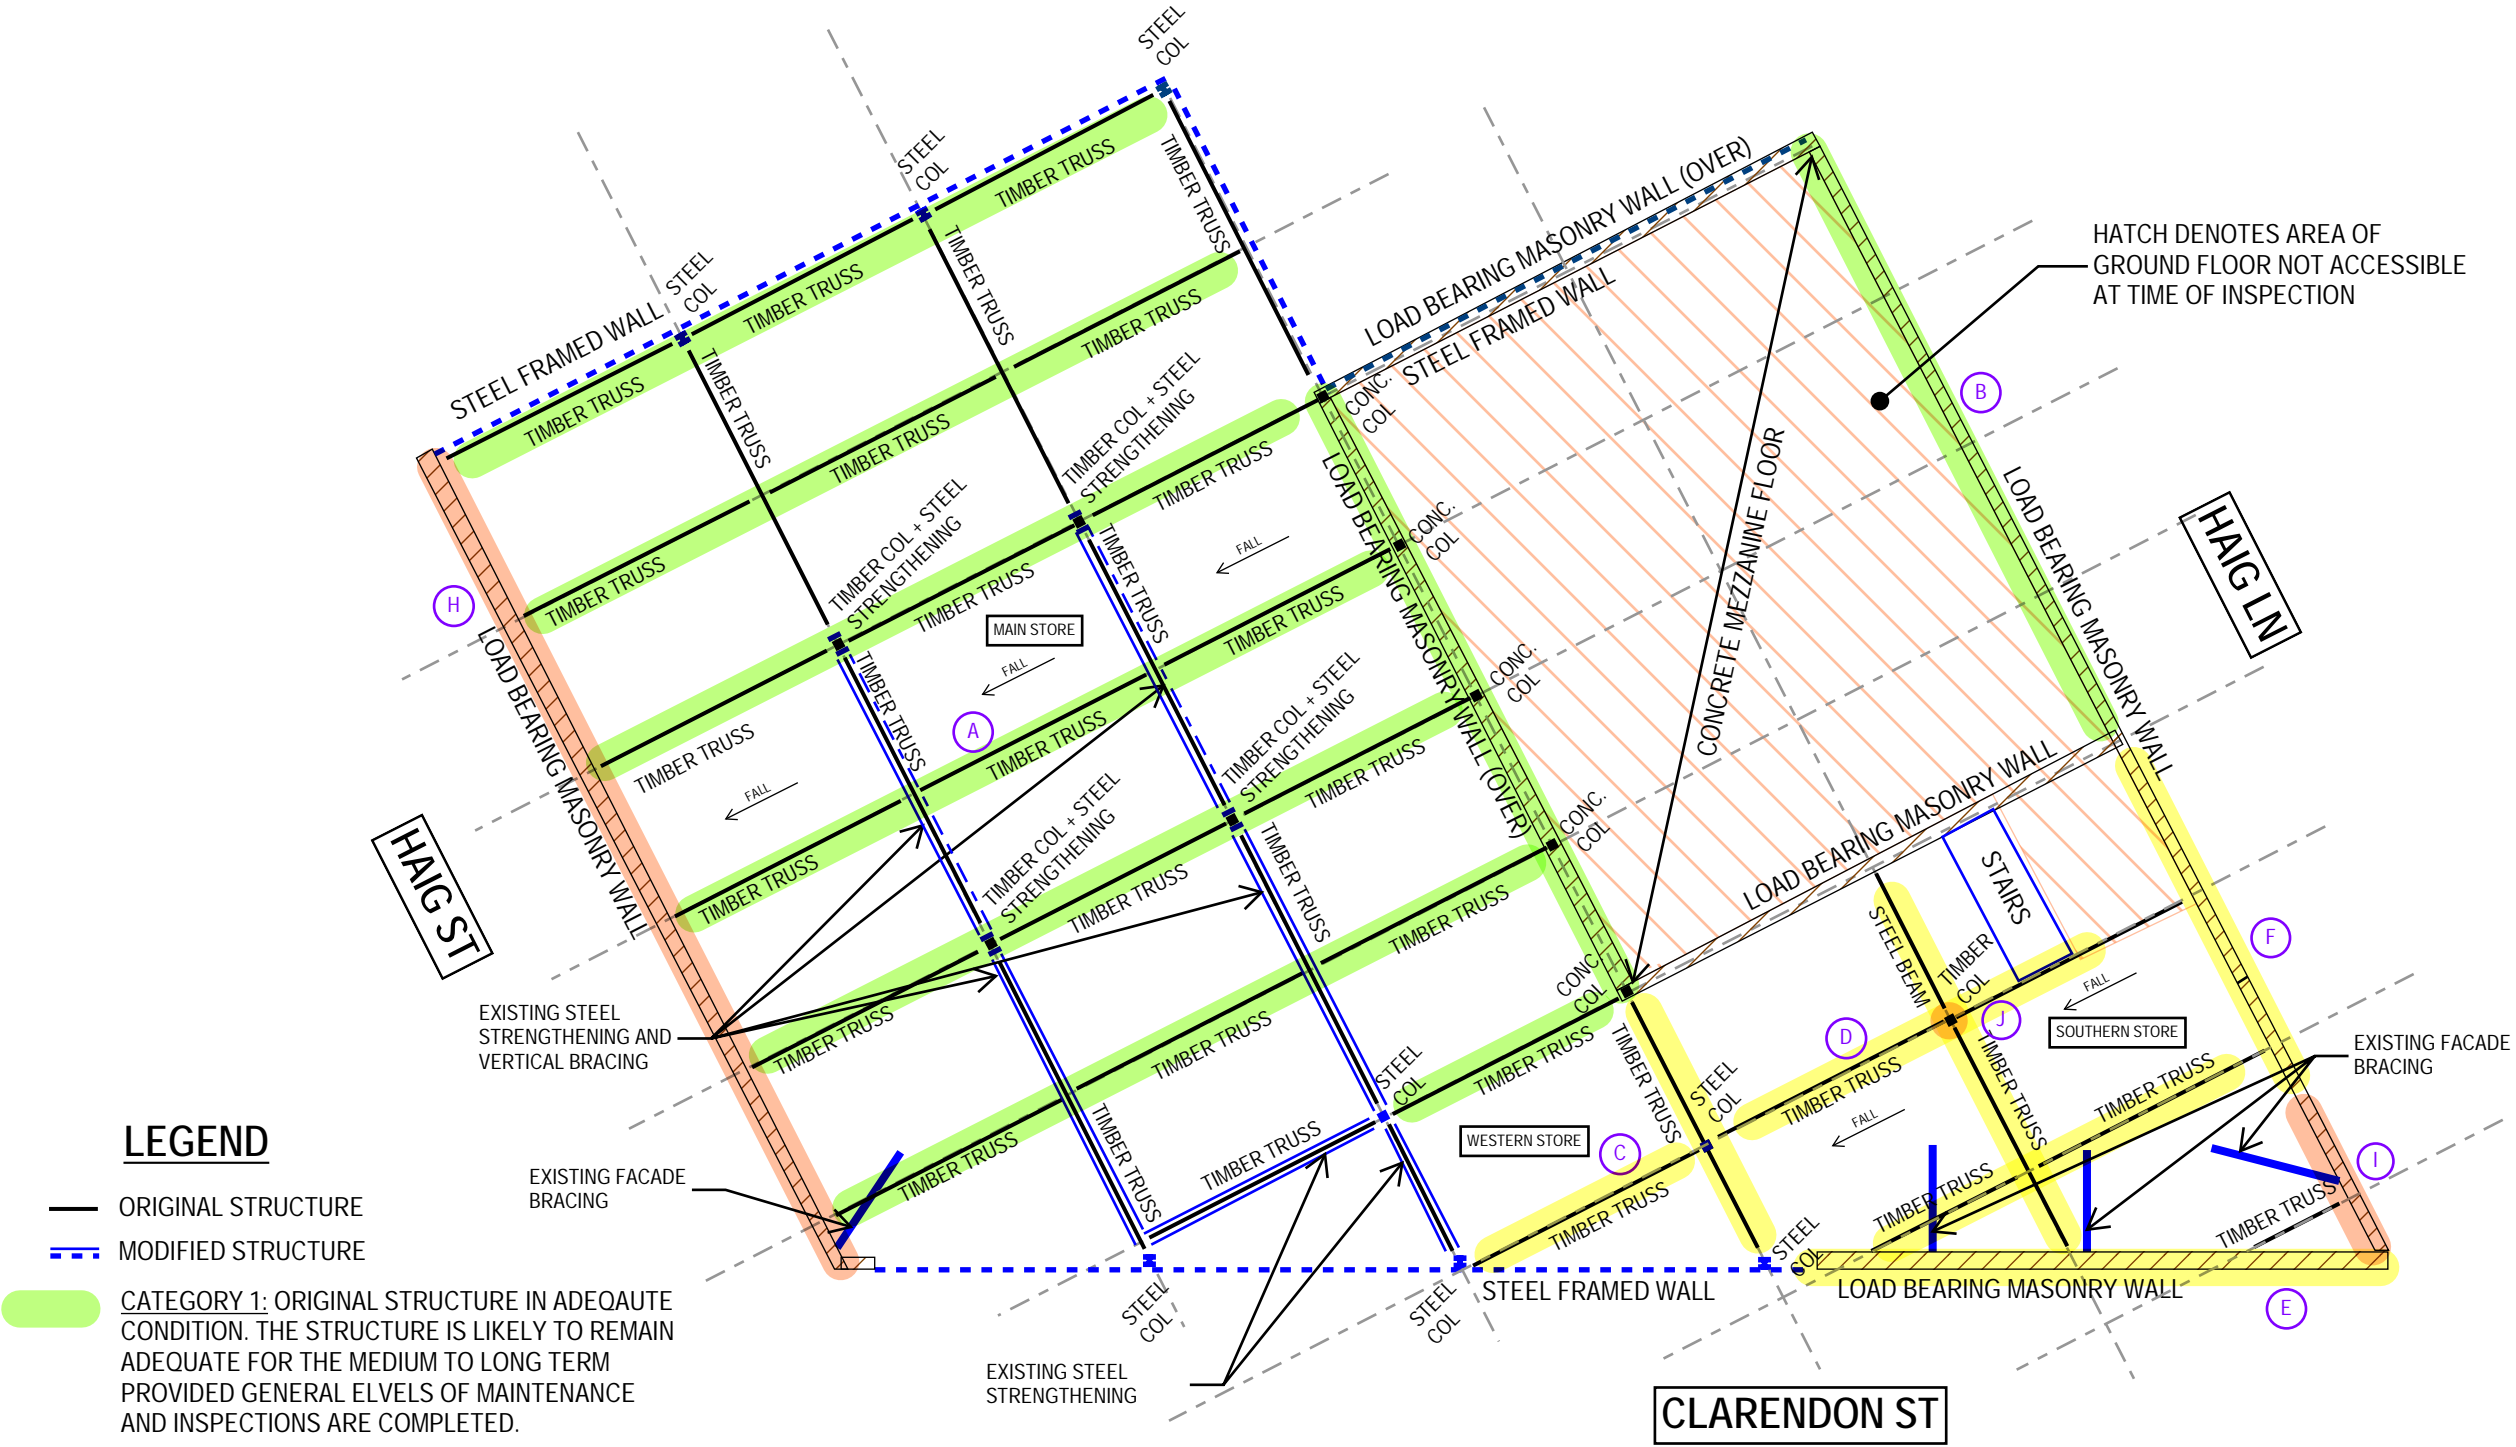 STEEL
COL
STEEL
COL
STEEL
COL
STEEL FRAMED WALL
TIMBER TRUSS
TIMBER TRUSS
TIMBER TRUSS
TIMBER TRUSS
TIMBER TRUSS
TIMBER TRUSS
LOAD BEARING MASONRY WALL (OVER)
STEEL FRAMED WALL
HATCH DENOTES AREA OF
GROUND FLOOR NOT ACCESSIBLE
AT TIME OF INSPECTION
TIMBER TRUSS
TIMBER TRUSS
TIMBER TRUSS
TIMBER COL + STEEL
STRENGTHENING
TIMBER COL + STEEL
STRENGTHENING
CONC.
COL
B
H
TIMBER TRUSS
TIMBER TRUSS
TIMBER TRUSS
FALL
CONC.
COL
LOAD BEARING MASONRY WALL (OVER)
CONCRETE MEZZANINE FLOOR
LOAD BEARING MASONRY WALL
HAIG LN
MAIN STORE
FALL
A
FALL
TIMBER TRUSS
TIMBER TRUSS
TIMBER TRUSS
TIMBER TRUSS
TIMBER TRUSS
CONC.
COL
LOAD BEARING MASONRY WALL
HAIG ST
TIMBER COL + STEEL
STRENGTHENING
TIMBER COL + STEEL
STRENGTHENING
TIMBER TRUSS
TIMBER TRUSS
TIMBER TRUSS
CONC.
COL
LOAD BEARING MASONRY WALL
STAIRS
EXISTING STEEL
STRENGTHENING AND
VERTICAL BRACING
TIMBER TRUSS
TIMBER TRUSS
TIMBER TRUSS
TIMBER TRUSS
CONC.
COL
STEEL BEAM
TIMBER
COL
FALL
F
J
D
SOUTHERN STORE
EXISTING FACADE
BRACING
TIMBER TRUSS
TIMBER TRUSS
STEEL
COL
TIMBER TRUSS
STEEL
COL
TIMBER TRUSS
FALL
TIMBER TRUSS
TIMBER TRUSS
WESTERN STORE
C
I
EXISTING FACADE
BRACING
TIMBER TRUSS
TIMBER TRUSS
TIMBER TRUSS
TIMBER TRUSS
TIMBER TRUSS
STEEL
COL
STEEL FRAMED WALL
LOAD BEARING MASONRY WALL
E
STEEL
COL
STEEL
COL
EXISTING STEEL
STRENGTHENING
CLARENDON ST
LEGEND
ORIGINAL STRUCTURE
MODIFIED STRUCTURE
CATEGORY 1: ORIGINAL STRUCTURE IN ADEQAUTE
CONDITION. THE STRUCTURE IS LIKELY TO REMAIN
ADEQUATE FOR THE MEDIUM TO LONG TERM
PROVIDED GENERAL ELVELS OF MAINTENANCE
AND INSPECTIONS ARE COMPLETED.